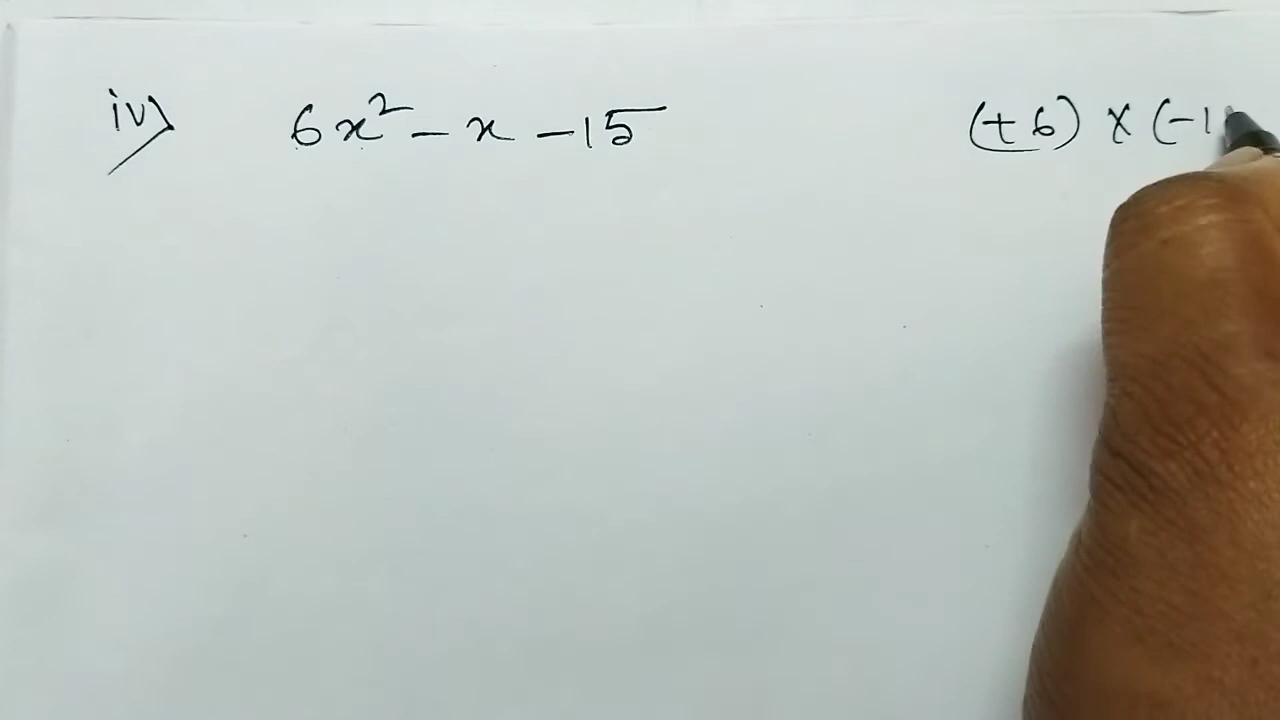 iv) 6x² - x - 15 (+6) × (-1